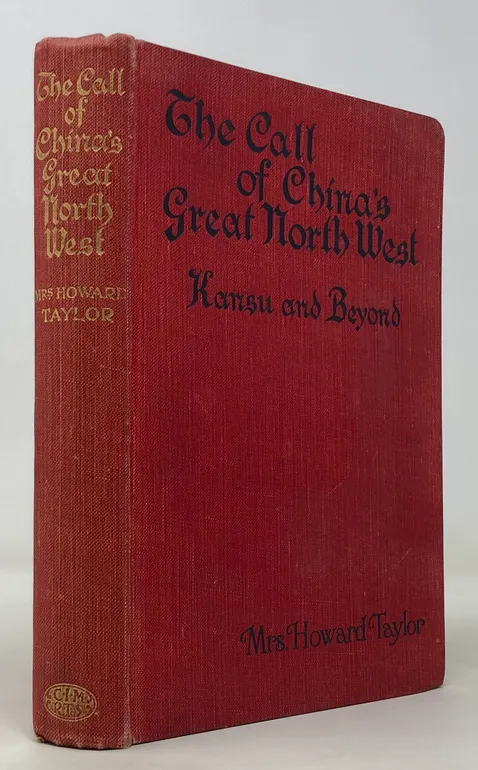 The Call
of
China's
Great
North
West
MRS HOWARD
TAYLOR
C·I·M
R.T.S.
The Call
of China's
Great North West
Kansu and Beyond
Mrs. Howard Taylor